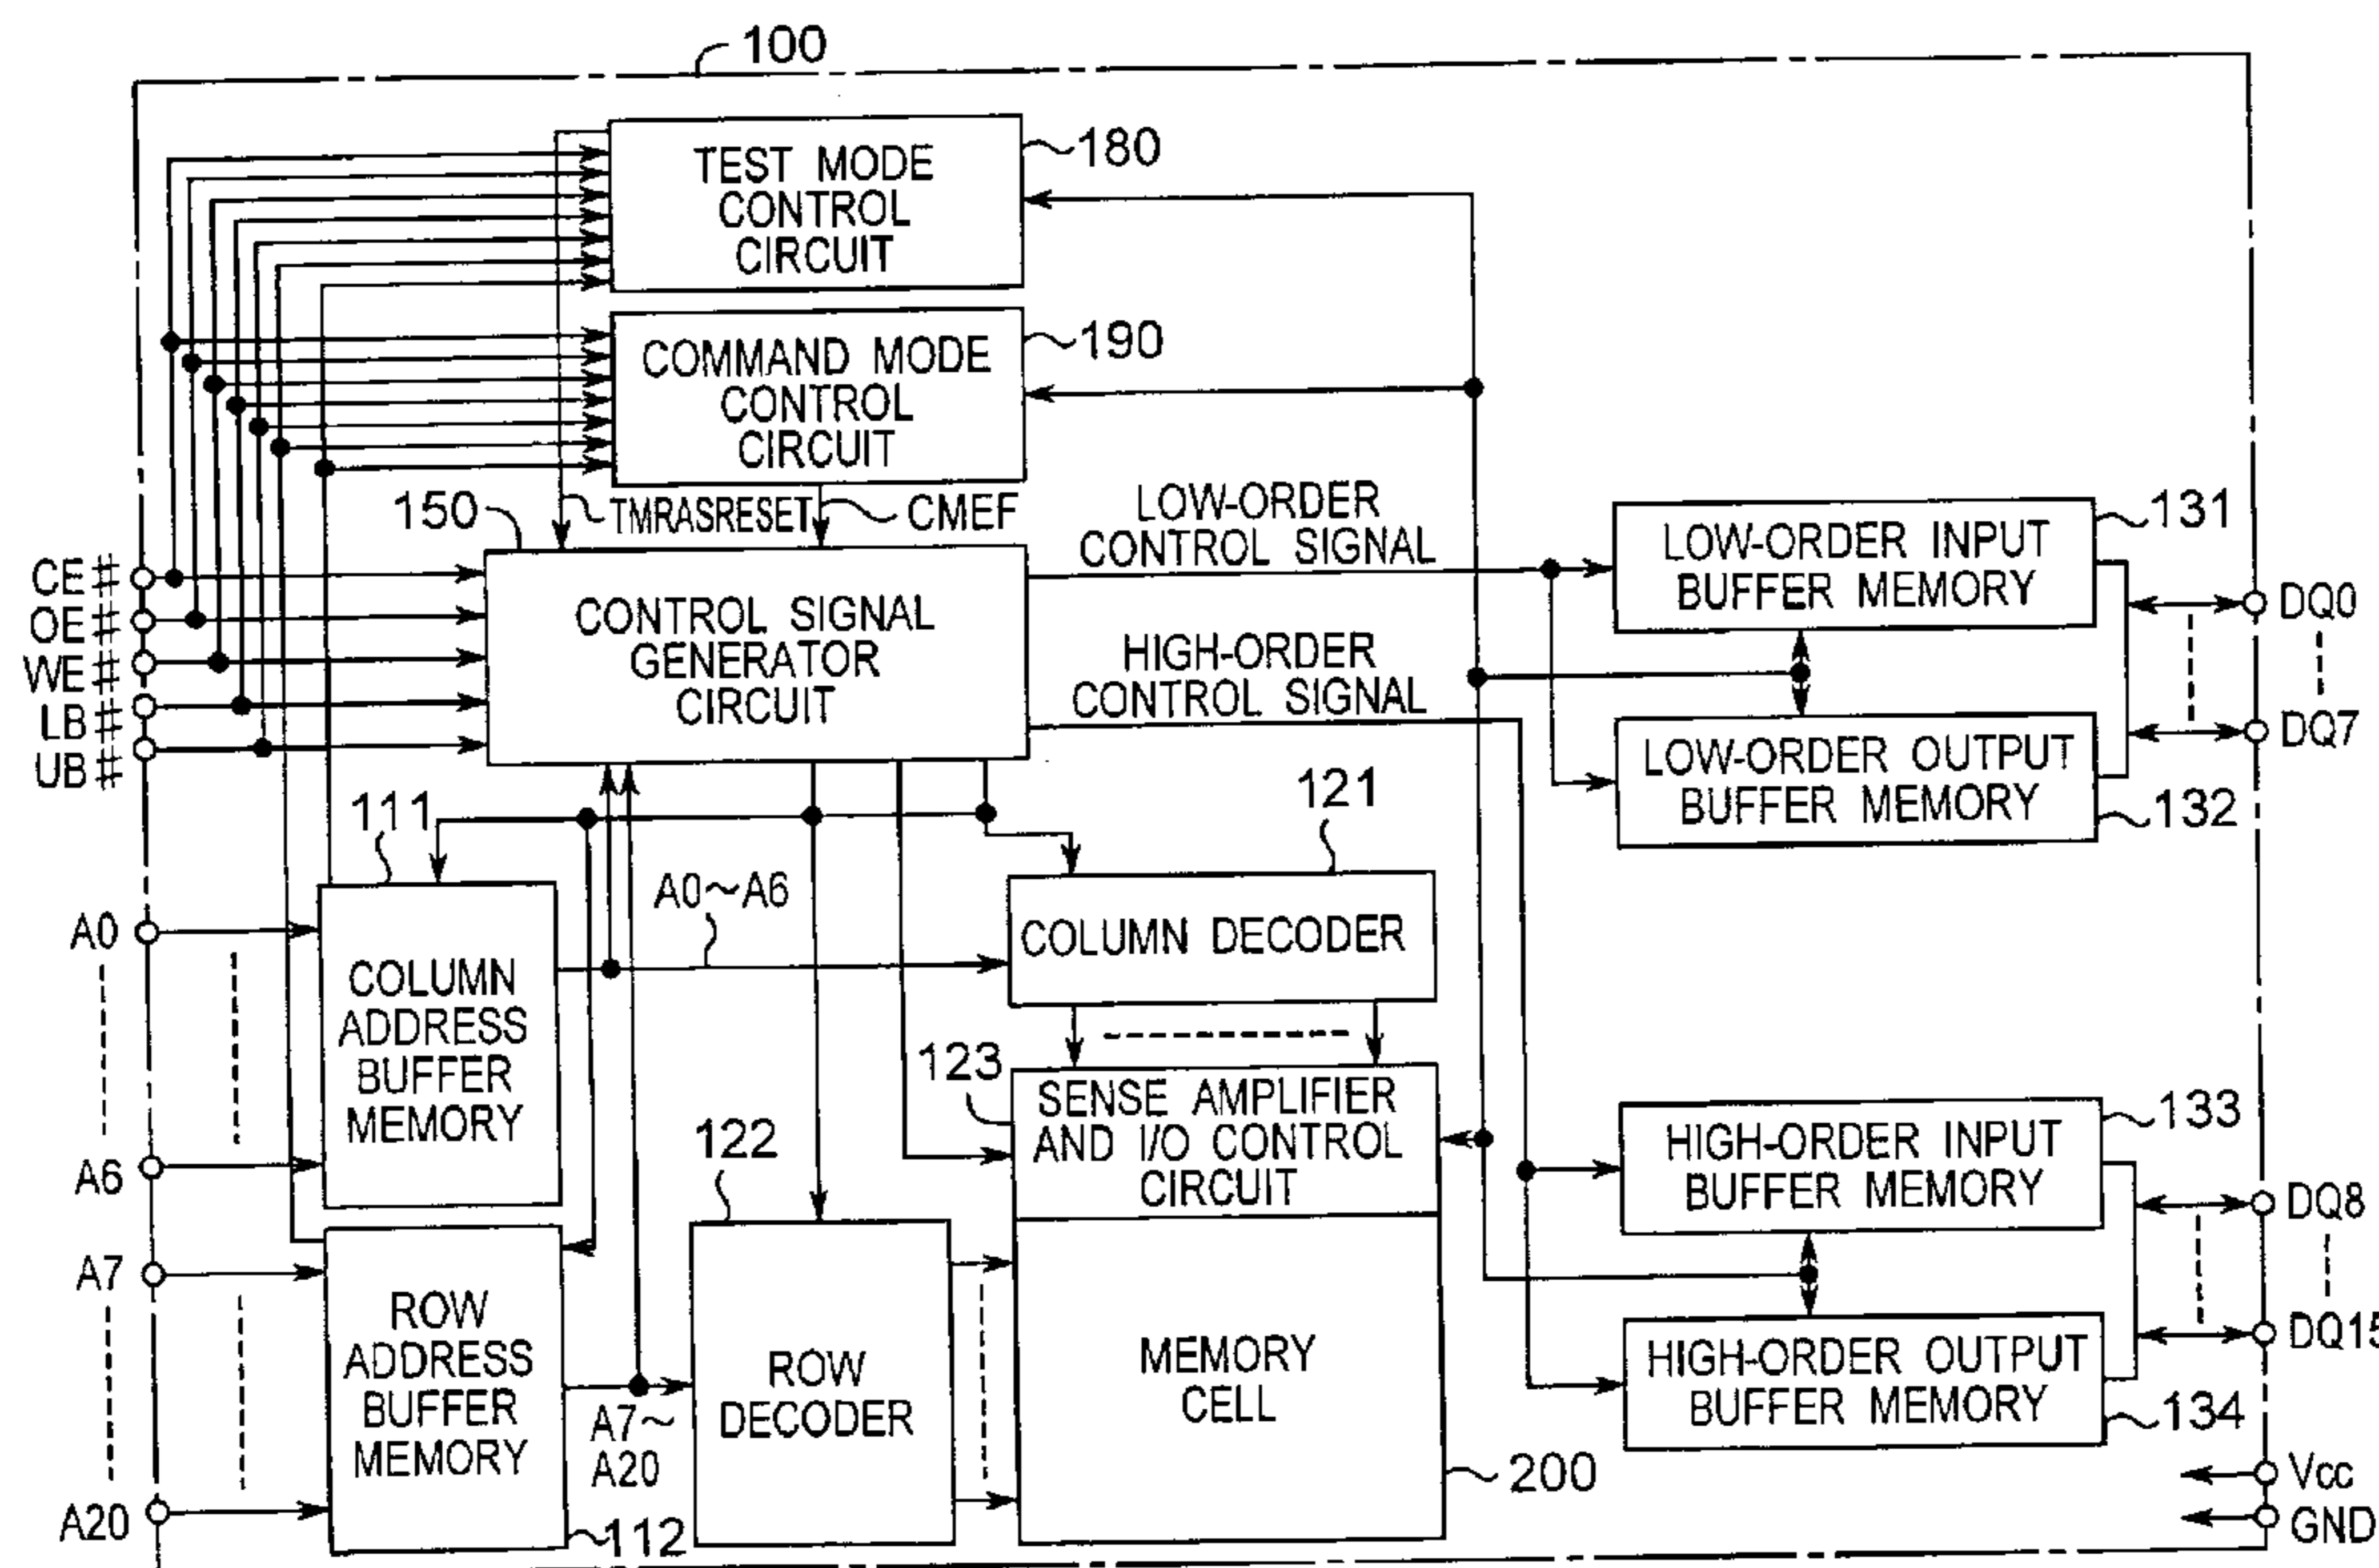 100
TEST MODE
CONTROL
CIRCUIT
180
COMMAND MODE
CONTROL
CIRCUIT
190
150
TMRASRESET
CMEF
LOW-ORDER
CONTROL SIGNAL
CONTROL SIGNAL
GENERATOR
CIRCUIT
HIGH-ORDER
CONTROL SIGNAL
CE#
OE#
WE#
LB#
UB#
LOW-ORDER INPUT
BUFFER MEMORY
131
LOW-ORDER OUTPUT
BUFFER MEMORY
132
DQ0
DQ7
111
A0~A6
121
COLUMN DECODER
A0
A6
COLUMN
ADDRESS
BUFFER
MEMORY
123
SENSE AMPLIFIER
AND I/O CONTROL
CIRCUIT
122
A7
A20
ROW
ADDRESS
BUFFER
MEMORY
112
A7~
A20
ROW
DECODER
MEMORY
CELL
200
HIGH-ORDER INPUT
BUFFER MEMORY
133
HIGH-ORDER OUTPUT
BUFFER MEMORY
134
DQ8
DQ15
Vcc
GND